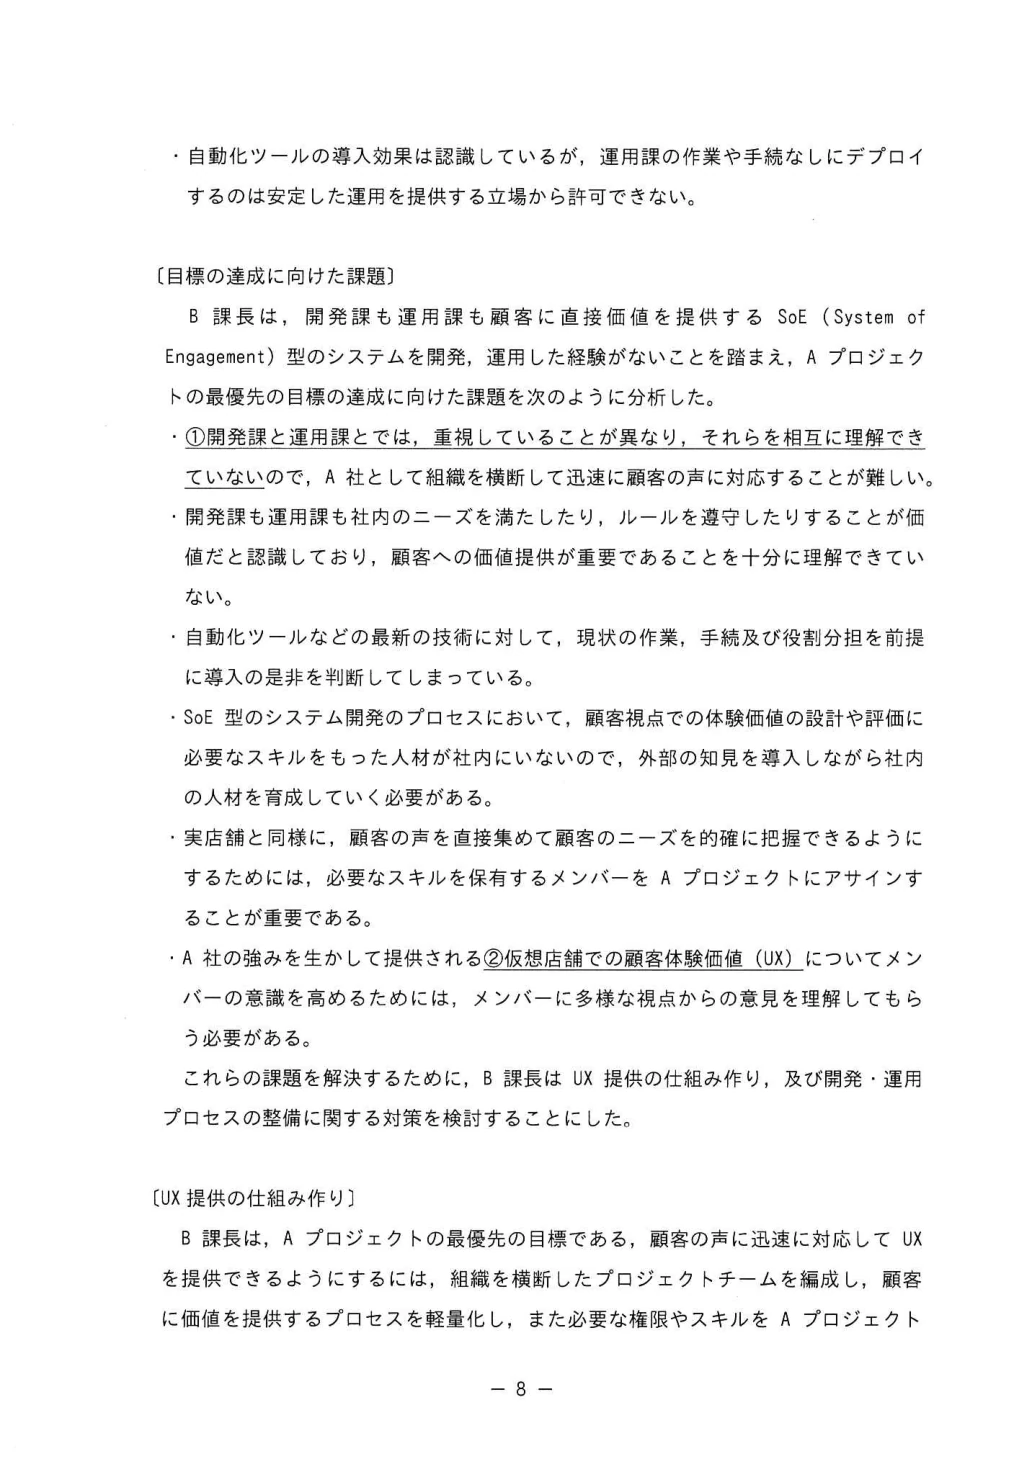 ・自動化ツールの導入効果は認識しているが，運用課の作業や手続なしにデプロイ
するのは安定した運用を提供する立場から許可できない。
〔目標の達成に向けた課題〕
B 課長は，開発課も運用課も顧客に直接価値を提供する SoE（System of
Engagement）型のシステムを開発，運用した経験がないことを踏まえ，A プロジェク
トの最優先の目標の達成に向けた課題を次のように分析した。
・①開発課と運用課とでは，重視していることが異なり，それらを相互に理解でき
ていないので，A 社として組織を横断して迅速に顧客の声に対応することが難しい。
・開発課も運用課も社内のニーズを満たしたり，ルールを遵守したりすることが価
値だと認識しており，顧客への価値提供が重要であることを十分に理解できてい
ない。
・自動化ツールなどの最新の技術に対して，現状の作業，手続及び役割分担を前提
に導入の是非を判断してしまっている。
・SoE 型のシステム開発のプロセスにおいて，顧客視点での体験価値の設計や評価に
必要なスキルをもった人材が社内にいないので，外部の知見を導入しながら社内
の人材を育成していく必要がある。
・実店舗と同様に，顧客の声を直接集めて顧客のニーズを的確に把握できるように
するためには，必要なスキルを保有するメンバーを A プロジェクトにアサインす
ることが重要である。
・A 社の強みを生かして提供される②仮想店舗での顧客体験価値（UX）についてメン
バーの意識を高めるためには，メンバーに多様な視点からの意見を理解してもら
う必要がある。
これらの課題を解決するために，B 課長は UX 提供の仕組み作り，及び開発・運用
プロセスの整備に関する対策を検討することにした。
〔UX 提供の仕組み作り〕
B 課長は，A プロジェクトの最優先の目標である，顧客の声に迅速に対応して UX
を提供できるようにするには，組織を横断したプロジェクトチームを編成し，顧客
に価値を提供するプロセスを軽量化し，また必要な権限やスキルを A プロジェクト
－ 8 －